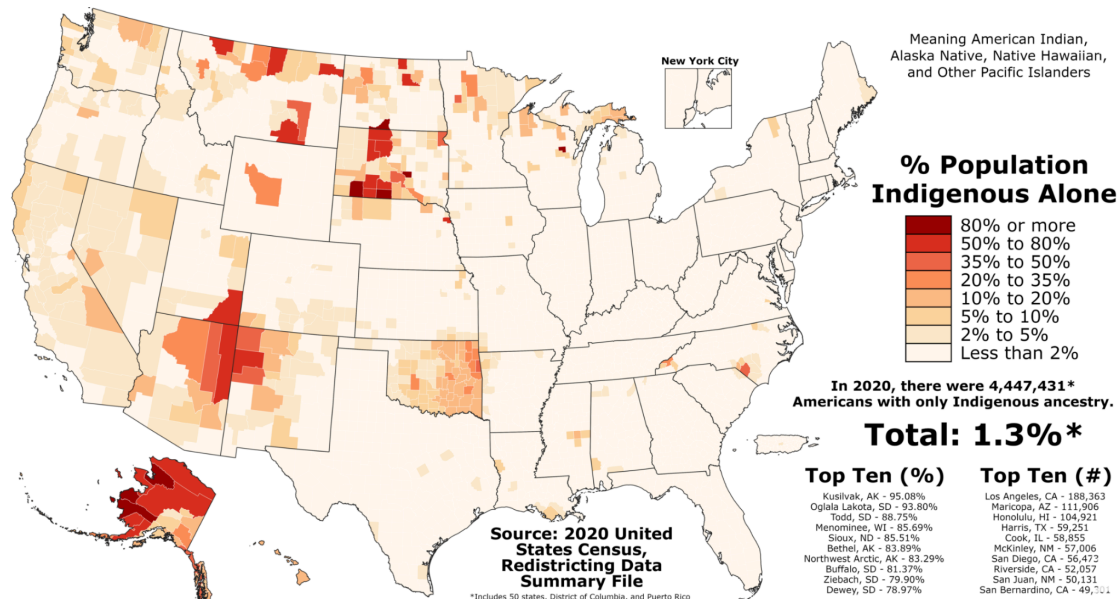 Meaning American Indian,
Alaska Native, Native Hawaiian,
and Other Pacific Islanders
New York City
% Population
Indigenous Alone
80% or more
50% to 80%
35% to 50%
20% to 35%
10% to 20%
5% to 10%
2% to 5%
Less than 2%
In 2020, there were 4,447,431*
Americans with only Indigenous ancestry.
Total: 1.3%*
Top Ten (%)
Kusilvak, AK - 95.08%
Oglala Lakota, SD - 93.80%
Todd, SD - 88.75%
Menominee, WI - 85.69%
Sioux, ND - 85.51%
Bethel, AK - 83.89%
Northwest Arctic, AK - 83.29%
Buffalo, SD - 81.37%
Ziebach, SD - 79.90%
Dewey, SD - 78.97%
Top Ten (#)
Los Angeles, CA - 188,363
Maricopa, AZ - 111,906
Honolulu, HI - 104,921
Harris, TX - 59,251
Cook, IL - 58,855
McKinley, NM - 57,006
San Diego, CA - 56,473
Riverside, CA - 52,057
San Juan, NM - 50,131
San Bernardino, CA -
Source: 2020 United
States Census,
Redistricting Data
Summary File
*Includes 50 states, District of Columbia, and Puerto Rico